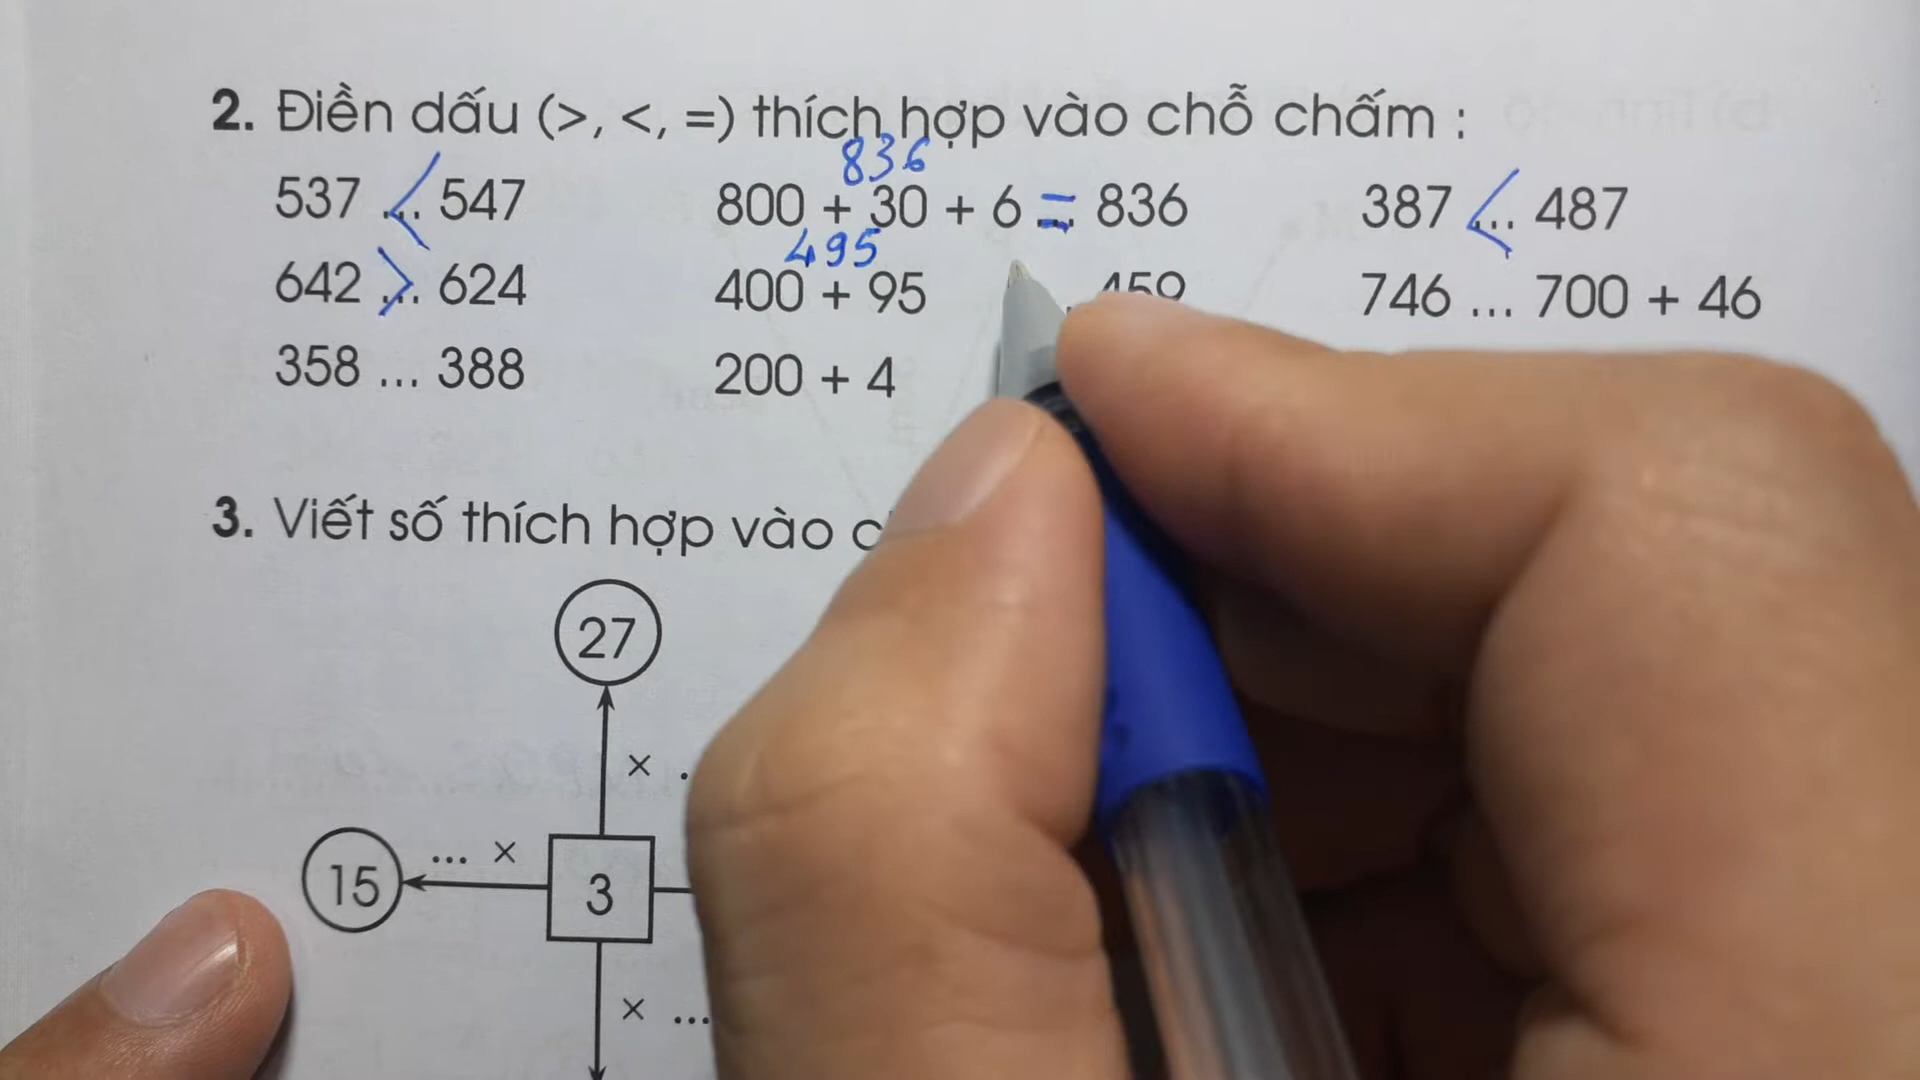 2. Điền dấu (>, <, =) thích hợp vào chỗ chấm :
836
537 ... < 547 800 + 30 + 6 ... = 836 387 ... < 487
495
642 ... > 624 400 + 95 459 746 ... 700 + 46
358 ... 388 200 + 4
3. Viết số thích hợp vào
27
× .
... ×
15 3
× ...